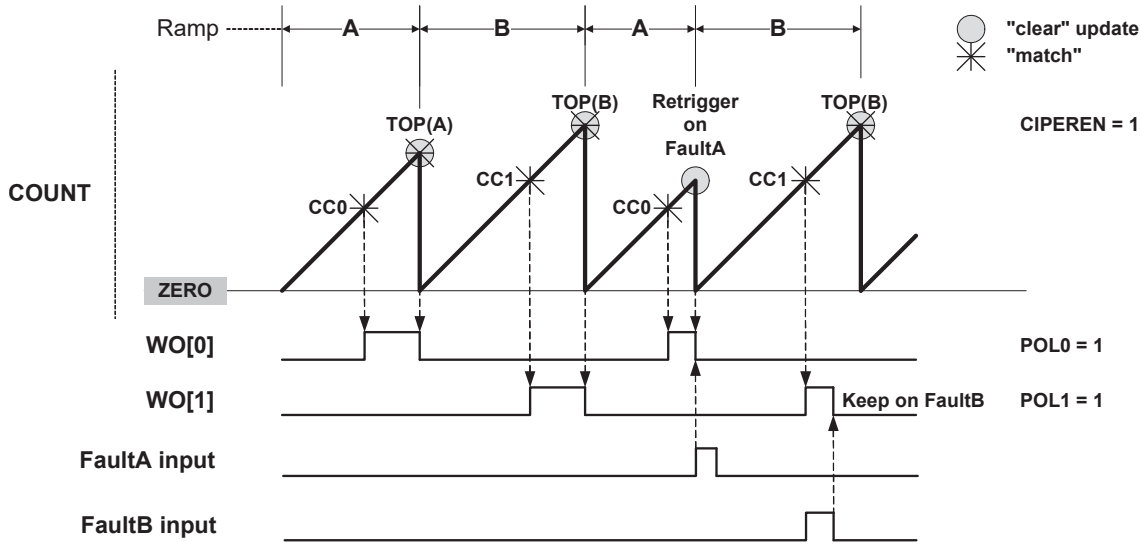 Ramp A B A B "clear" update
"match"
TOP(A) TOP(B) Retrigger on FaultA TOP(B) CIPEREN = 1
COUNT CC0 CC1 CC0 CC1
ZERO
WO[0] POL0 = 1
WO[1] Keep on FaultB POL1 = 1
FaultA input
FaultB input